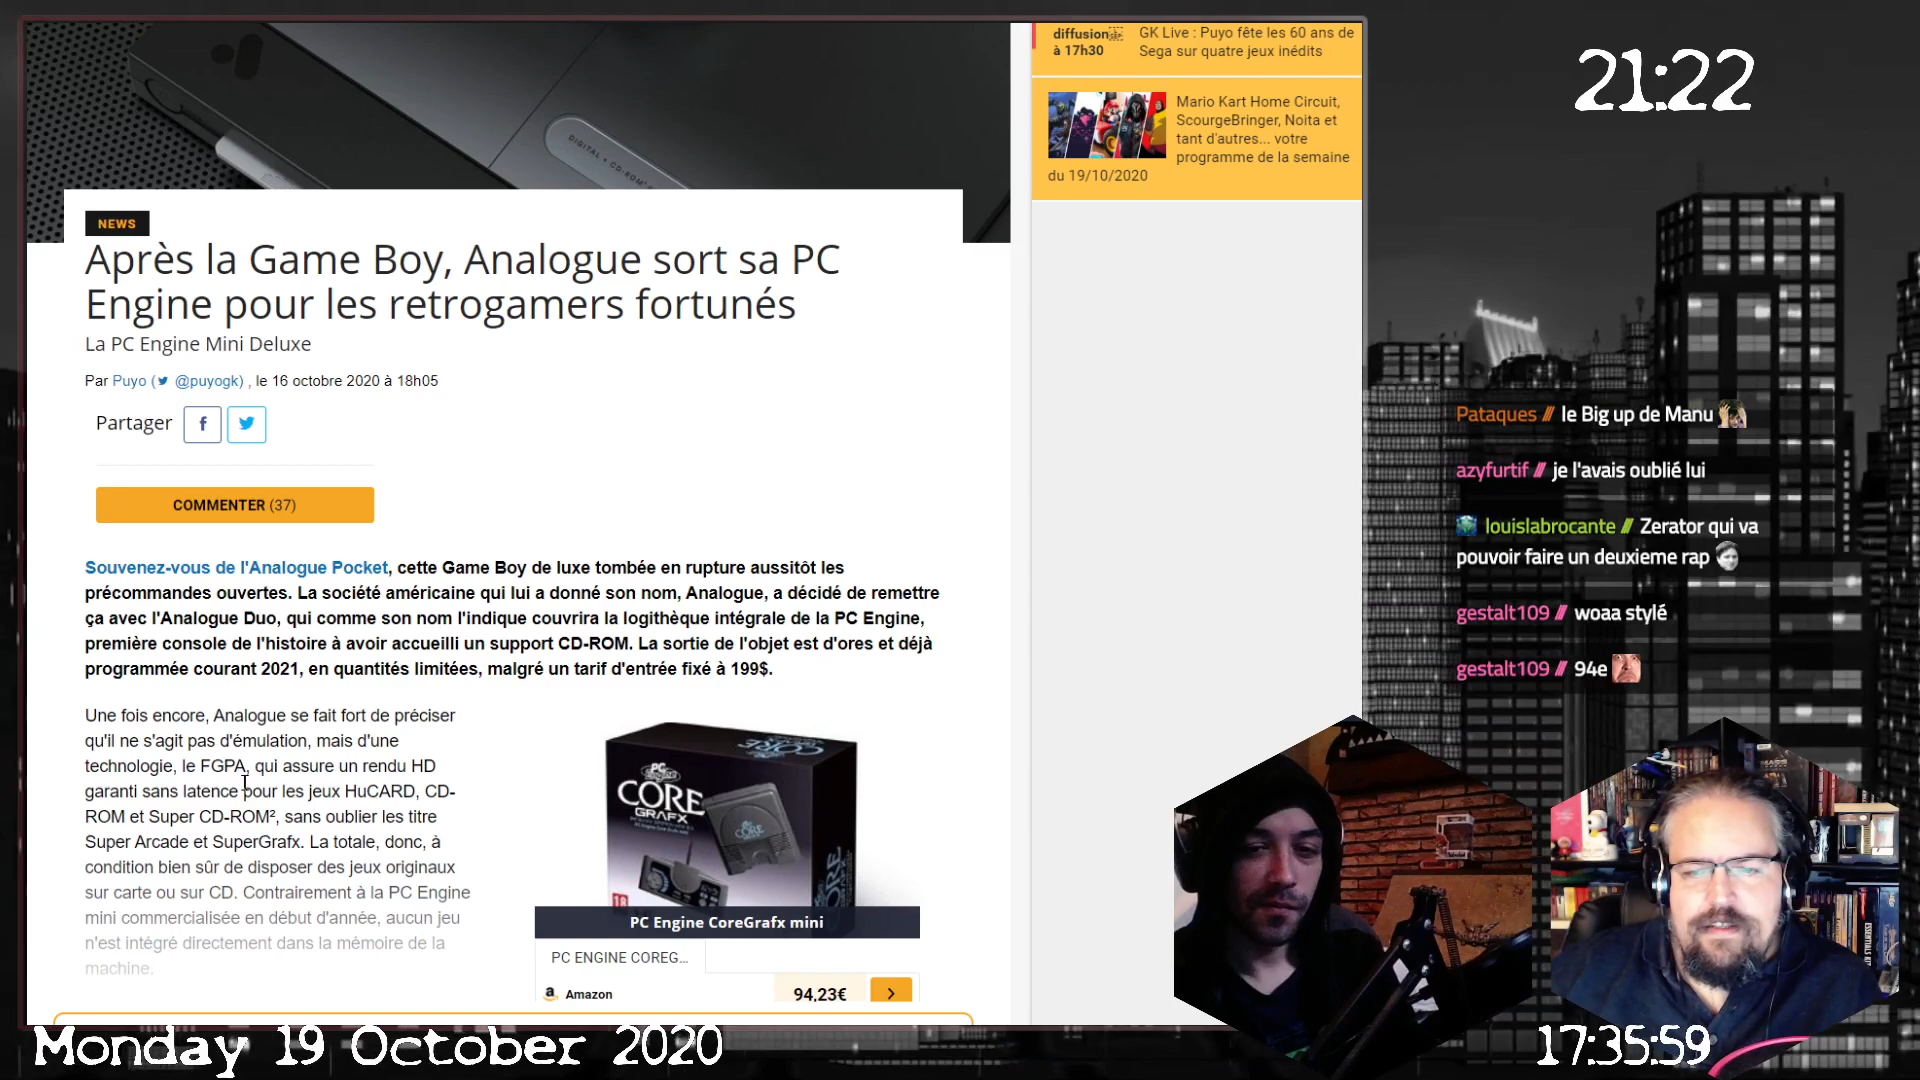 diffusion
à 17h30
GK Live : Puyo fête les 60 ans de
Sega sur quatre jeux inédits
Mario Kart Home Circuit,
ScourgeBringer, Noita et
tant d'autres... votre
programme de la semaine
du 19/10/2020
21:22
DIGITAL + CD-ROM²
NEWS
Après la Game Boy, Analogue sort sa PC
Engine pour les retrogamers fortunés
La PC Engine Mini Deluxe
Par Puyo ( @puyogk) , le 16 octobre 2020 à 18h05
Partager
COMMENTER (37)
Souvenez-vous de l'Analogue Pocket, cette Game Boy de luxe tombée en rupture aussitôt les
précommandes ouvertes. La société américaine qui lui a donné son nom, Analogue, a décidé de remettre
ça avec l'Analogue Duo, qui comme son nom l'indique couvrira la logithèque intégrale de la PC Engine,
première console de l'histoire à avoir accueilli un support CD-ROM. La sortie de l'objet est d'ores et déjà
programmée courant 2021, en quantités limitées, malgré un tarif d'entrée fixé à 199$.
Une fois encore, Analogue se fait fort de préciser
qu'il ne s'agit pas d'émulation, mais d'une
technologie, le FGPA, qui assure un rendu HD
garanti sans latence pour les jeux HuCARD, CD-
ROM et Super CD-ROM², sans oublier les titre
Super Arcade et SuperGrafx. La totale, donc, à
condition bien sûr de disposer des jeux originaux
sur carte ou sur CD. Contrairement à la PC Engine
mini commercialisée en début d'année, aucun jeu
n'est intégré directement dans la mémoire de la
machine.
PC Engine
CORE
GRAFX
CORE
18
PC Engine CoreGrafx mini
PC ENGINE COREG...
Amazon
94,23€
Pataques // le Big up de Manu
azyfurtif // je l'avais oublié lui
louislabrocante // Zerator qui va
pouvoir faire un deuxieme rap
gestalt109 // woaa stylé
gestalt109 // 94e
Monday 19 October 2020
17:35:59